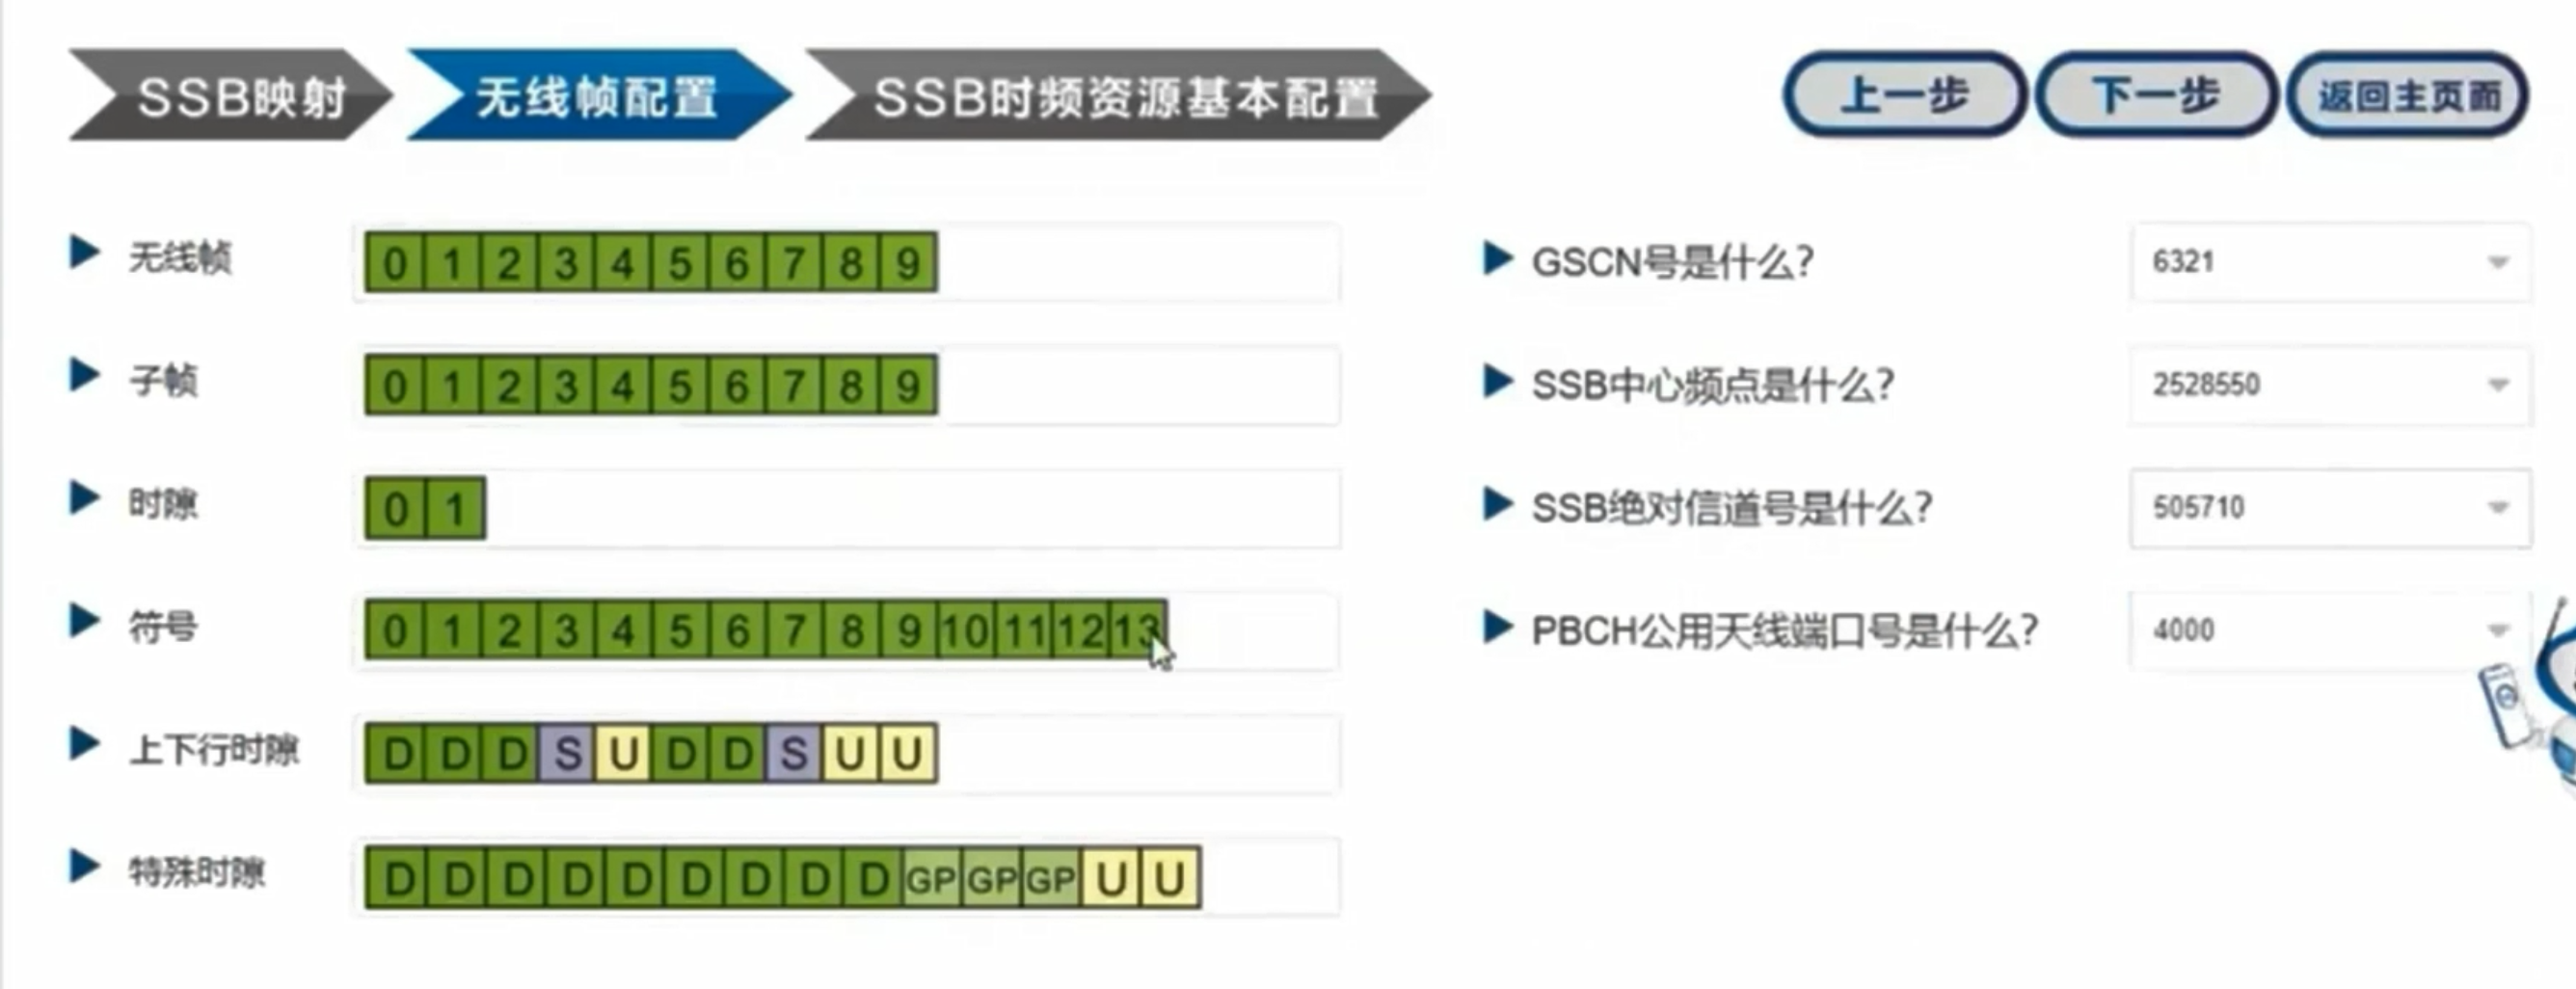 SSB映射 无线帧配置 SSB时频资源基本配置 上一步 下一步 返回主页面
无线帧 0 1 2 3 4 5 6 7 8 9
子帧 0 1 2 3 4 5 6 7 8 9
时隙 0 1
符号 0 1 2 3 4 5 6 7 8 9 10 11 12 13
上下行时隙 D D D S U D D S U U
特殊时隙 D D D D D D D D D GP GP GP U U
GSCN号是什么? 6321
SSB中心频点是什么? 2528550
SSB绝对信道号是什么? 505710
PBCH公用天线端口号是什么? 4000